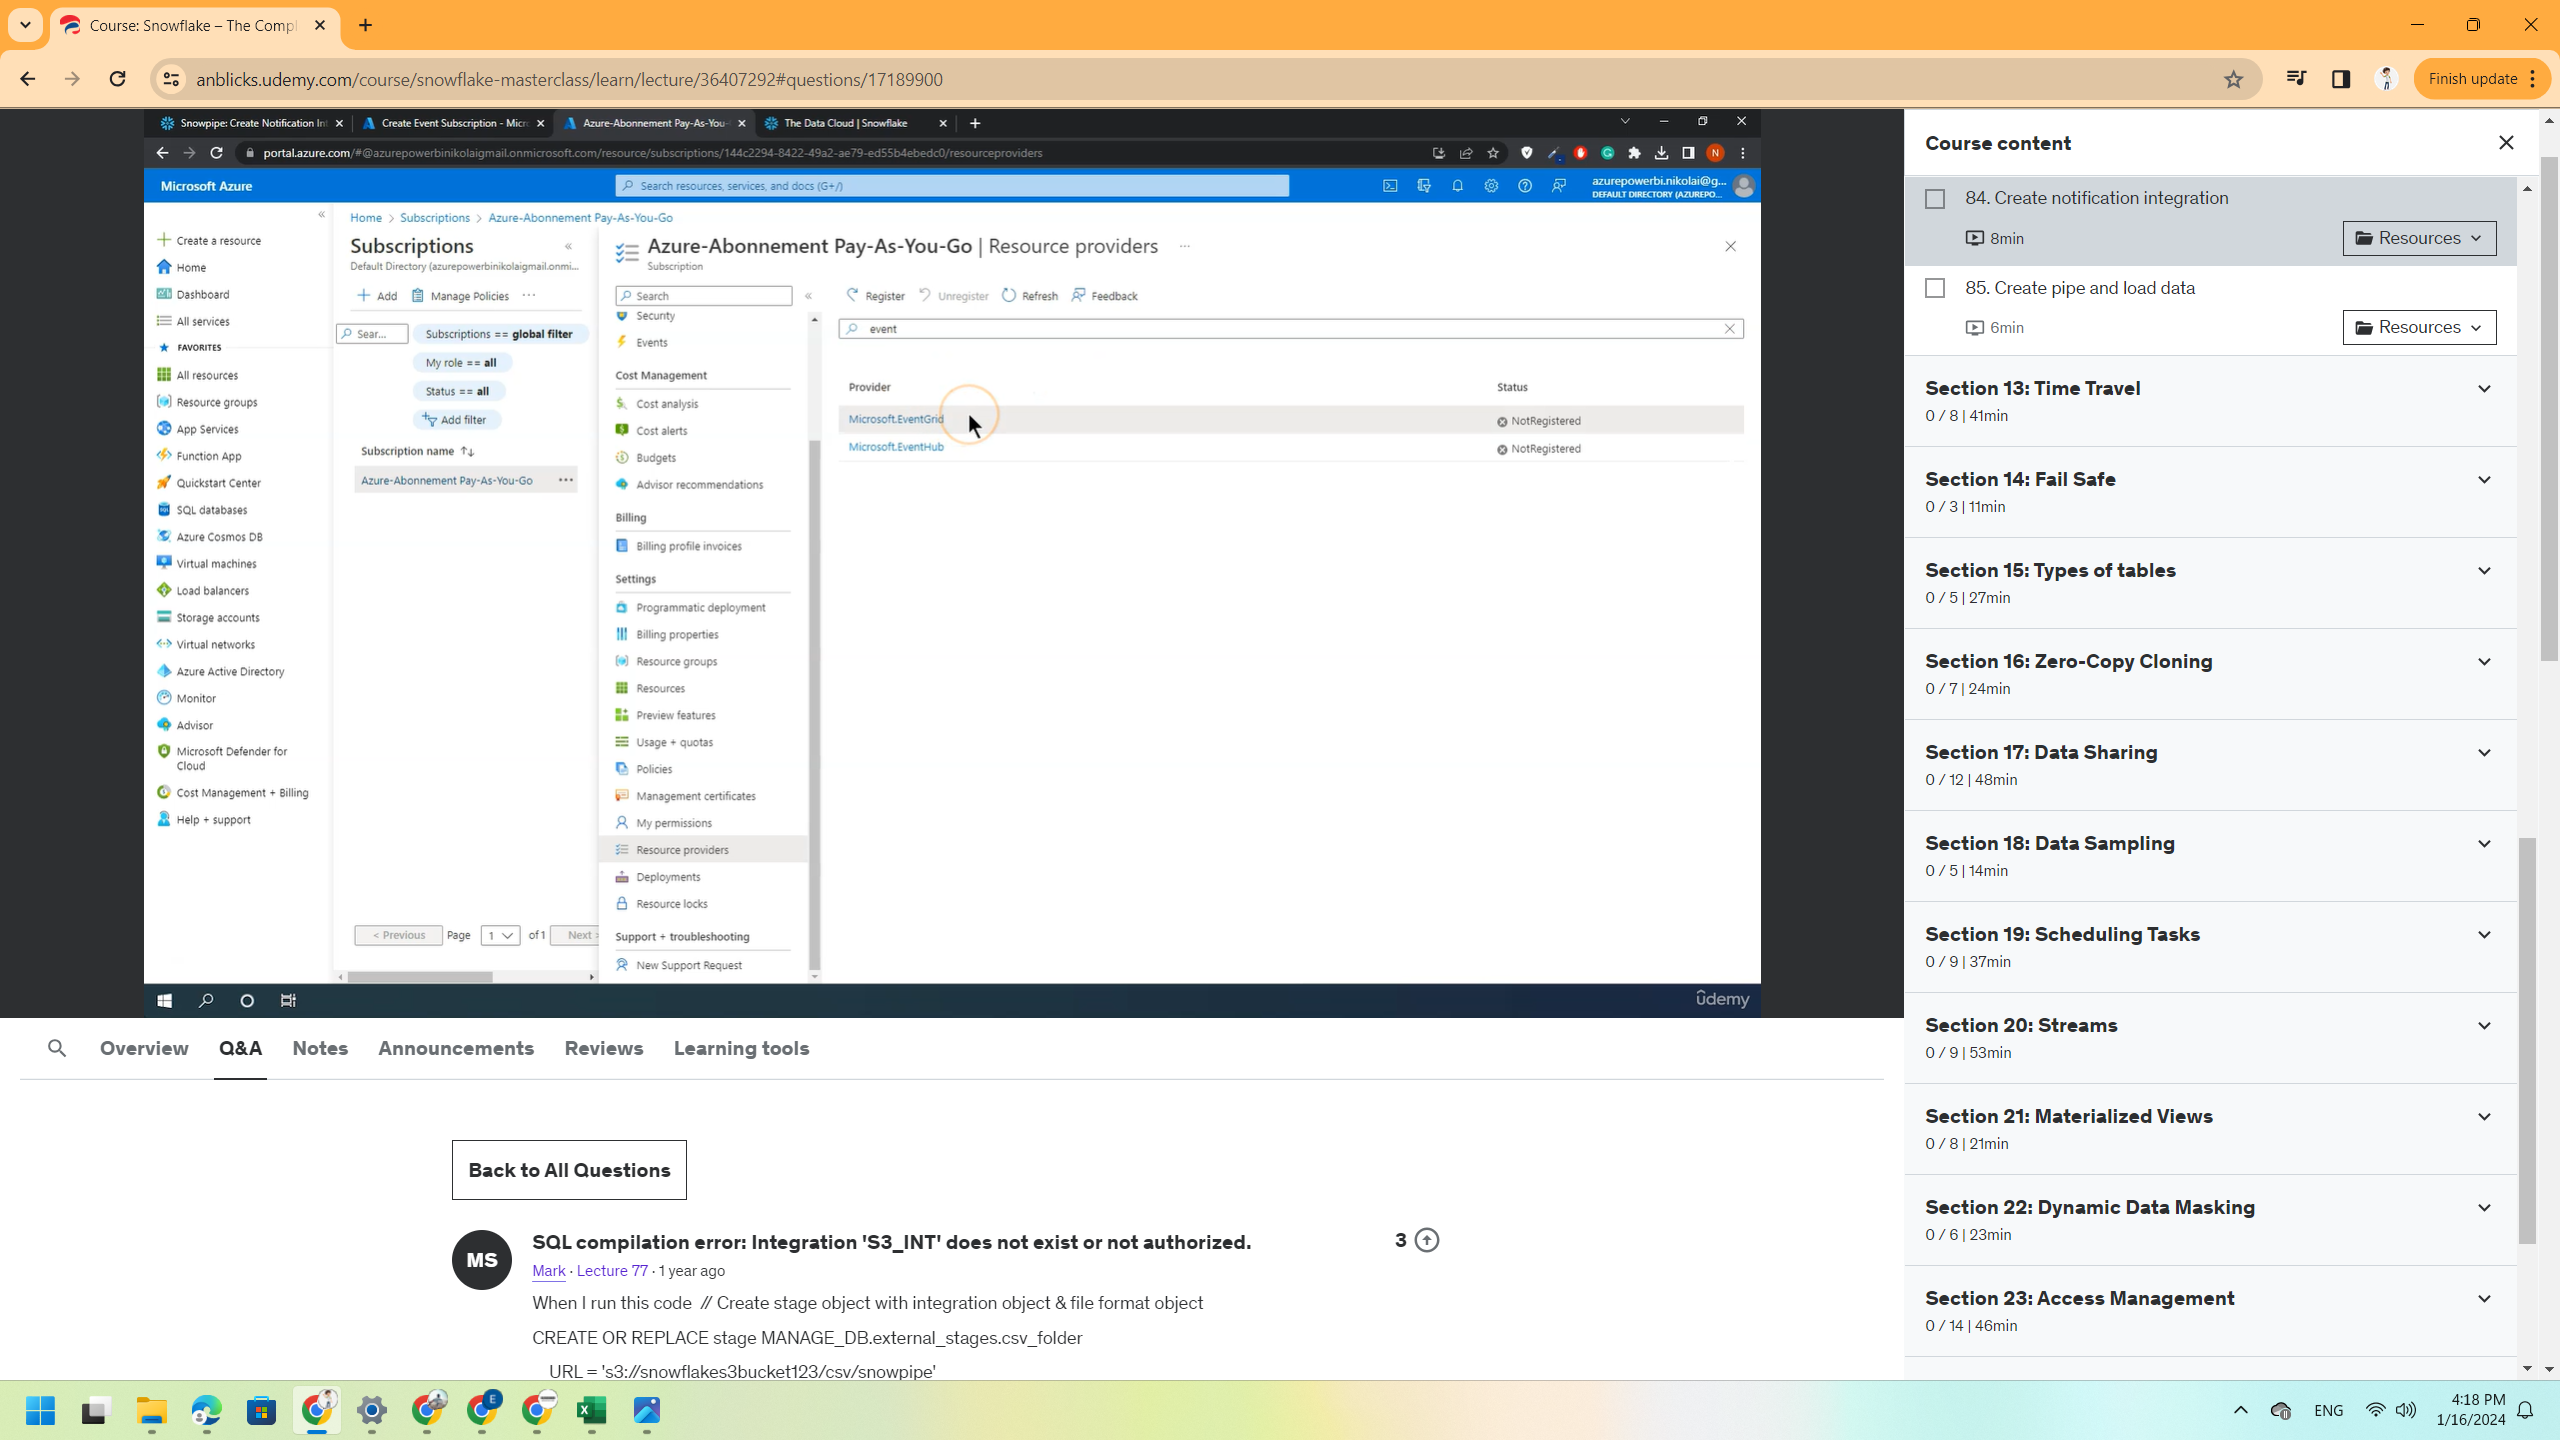 Course: Snowflake – The Compl
anblicks.udemy.com/course/snowflake-masterclass/learn/lecture/36407292#questions/17189900
Finish update
Snowpipe: Create Notification In
Create Event Subscription - Micr
Azure-Abonnement Pay-As-You-
The Data Cloud | Snowflake
portal.azure.com/#@azurepowerbinikolaigmail.onmicrosoft.com/resource/subscriptions/144c2294-8422-49a2-ae79-ed55b4ebedc0/resourceproviders
N
Microsoft Azure
Search resources, services, and docs (G+/)
azurepowerbi.nikolai@g...
DEFAULT DIRECTORY (AZUREPO...
Create a resource
Home
Dashboard
All services
FAVORITES
All resources
Resource groups
App Services
Function App
Quickstart Center
SQL databases
Azure Cosmos DB
Virtual machines
Load balancers
Storage accounts
Virtual networks
Azure Active Directory
Monitor
Advisor
Microsoft Defender for
Cloud
Cost Management + Billing
Help + support
Home > Subscriptions > Azure-Abonnement Pay-As-You-Go
Subscriptions
Default Directory (azurepowerbinikolaigmail.onmi...
Add
Manage Policies
...
Sear...
Subscriptions == global filter
My role == all
Status == all
Add filter
Subscription name
Azure-Abonnement Pay-As-You-Go
...
< Previous
Page
1
of 1
Next >
Azure-Abonnement Pay-As-You-Go | Resource providers
...
Subscription
Search
Security
Events
Cost Management
Cost analysis
Cost alerts
Budgets
Advisor recommendations
Billing
Billing profile invoices
Settings
Programmatic deployment
Billing properties
Resource groups
Resources
Preview features
Usage + quotas
Policies
Management certificates
My permissions
Resource providers
Deployments
Resource locks
Support + troubleshooting
New Support Request
Register
Unregister
Refresh
Feedback
event
Provider
Status
Microsoft.EventGrid
NotRegistered
Microsoft.EventHub
NotRegistered
ûdemy
Overview
Q&A
Notes
Announcements
Reviews
Learning tools
Back to All Questions
MS
SQL compilation error: Integration 'S3_INT' does not exist or not authorized.
3
Mark · Lecture 77 · 1 year ago
When I run this code // Create stage object with integration object & file format object
CREATE OR REPLACE stage MANAGE_DB.external_stages.csv_folder
URL = 's3://snowflakes3bucket123/csv/snowpipe'
Course content
84. Create notification integration
8min
Resources
85. Create pipe and load data
6min
Resources
Section 13: Time Travel
0 / 8 | 41min
Section 14: Fail Safe
0 / 3 | 11min
Section 15: Types of tables
0 / 5 | 27min
Section 16: Zero-Copy Cloning
0 / 7 | 24min
Section 17: Data Sharing
0 / 12 | 48min
Section 18: Data Sampling
0 / 5 | 14min
Section 19: Scheduling Tasks
0 / 9 | 37min
Section 20: Streams
0 / 9 | 53min
Section 21: Materialized Views
0 / 8 | 21min
Section 22: Dynamic Data Masking
0 / 6 | 23min
Section 23: Access Management
0 / 14 | 46min
E
ENG
4:18 PM
1/16/2024